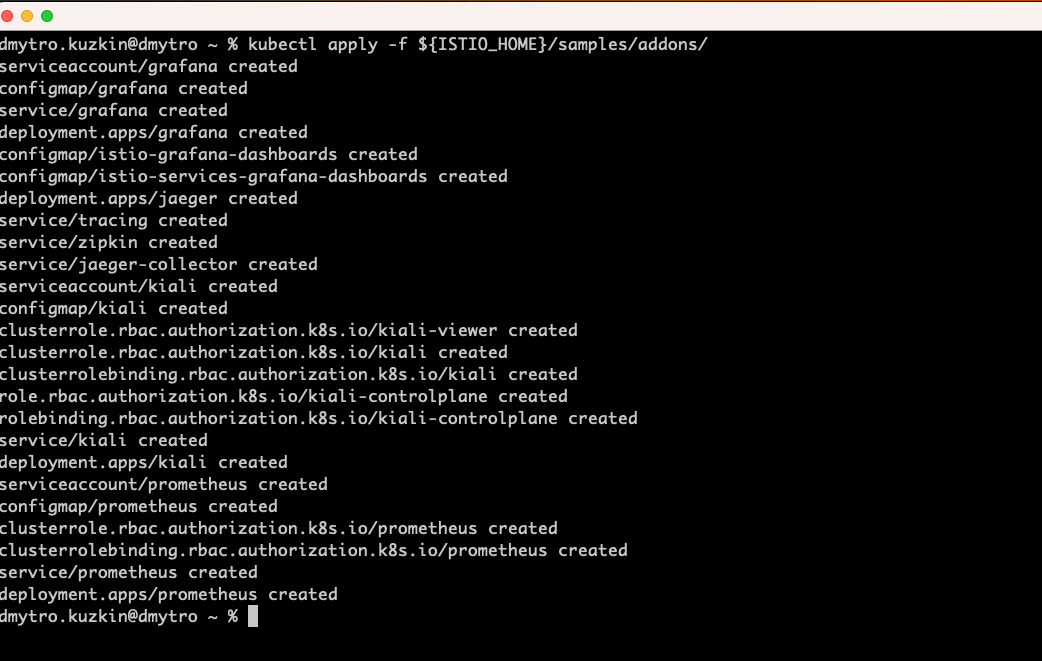 dmytro.kuzkin@dmytro ~ % kubectl apply -f ${ISTIO_HOME}/samples/addons/
serviceaccount/grafana created
configmap/grafana created
service/grafana created
deployment.apps/grafana created
configmap/istio-grafana-dashboards created
configmap/istio-services-grafana-dashboards created
deployment.apps/jaeger created
service/tracing created
service/zipkin created
service/jaeger-collector created
serviceaccount/kiali created
configmap/kiali created
clusterrole.rbac.authorization.k8s.io/kiali-viewer created
clusterrole.rbac.authorization.k8s.io/kiali created
clusterrolebinding.rbac.authorization.k8s.io/kiali created
role.rbac.authorization.k8s.io/kiali-controlplane created
rolebinding.rbac.authorization.k8s.io/kiali-controlplane created
service/kiali created
deployment.apps/kiali created
serviceaccount/prometheus created
configmap/prometheus created
clusterrole.rbac.authorization.k8s.io/prometheus created
clusterrolebinding.rbac.authorization.k8s.io/prometheus created
service/prometheus created
deployment.apps/prometheus created
dmytro.kuzkin@dmytro ~ %